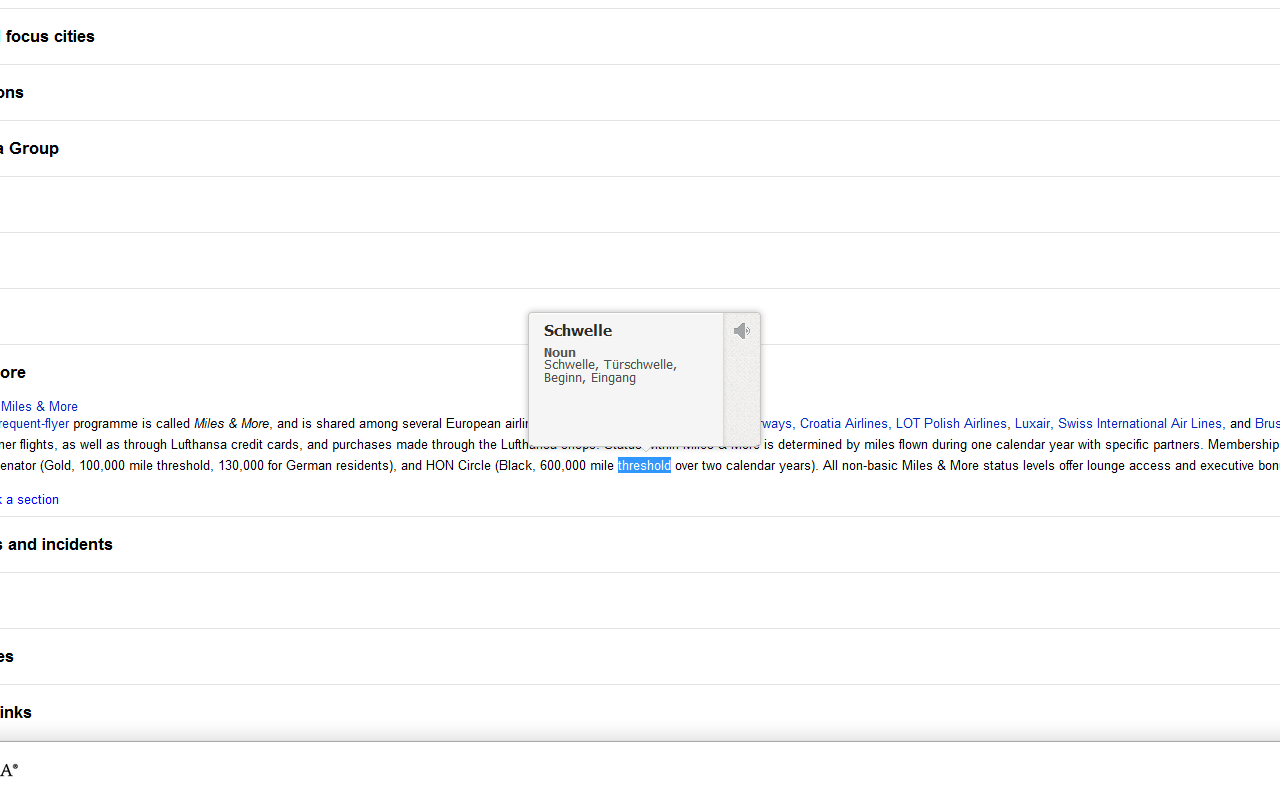 focus cities
ons
a Group
Schwelle
Noun
Schwelle, Türschwelle,
Beginn, Eingang
ore
Miles & More
requent-flyer programme is called Miles & More, and is shared among several European airlin
ways, Croatia Airlines, LOT Polish Airlines, Luxair, Swiss International Air Lines, and Brus
ner flights, as well as through Lufthansa credit cards, and purchases made through the Lufthansa shops. Status within Miles & More is determined by miles flown during one calendar year with specific partners. Membership
enator (Gold, 100,000 mile threshold, 130,000 for German residents), and HON Circle (Black, 600,000 mile threshold over two calendar years). All non-basic Miles & More status levels offer lounge access and executive bon
k a section
s and incidents
es
inks
A®